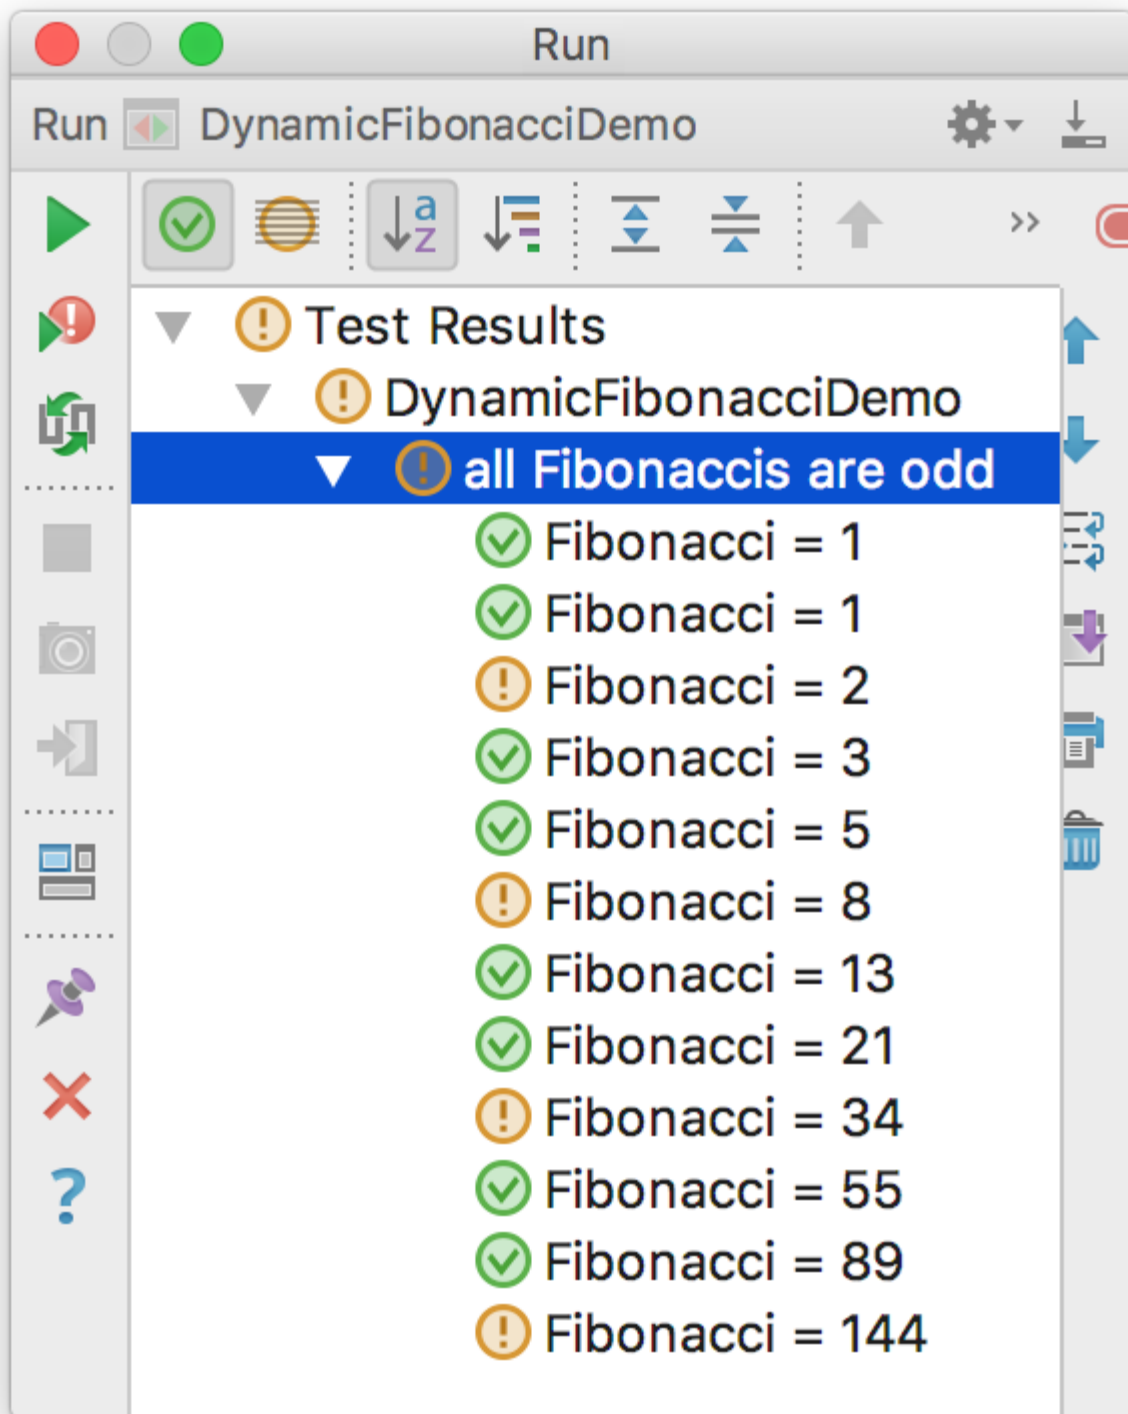 Run
Run DynamicFibonacciDemo
Test Results
DynamicFibonacciDemo
all Fibonaccis are odd
Fibonacci = 1
Fibonacci = 1
Fibonacci = 2
Fibonacci = 3
Fibonacci = 5
Fibonacci = 8
Fibonacci = 13
Fibonacci = 21
Fibonacci = 34
Fibonacci = 55
Fibonacci = 89
Fibonacci = 144